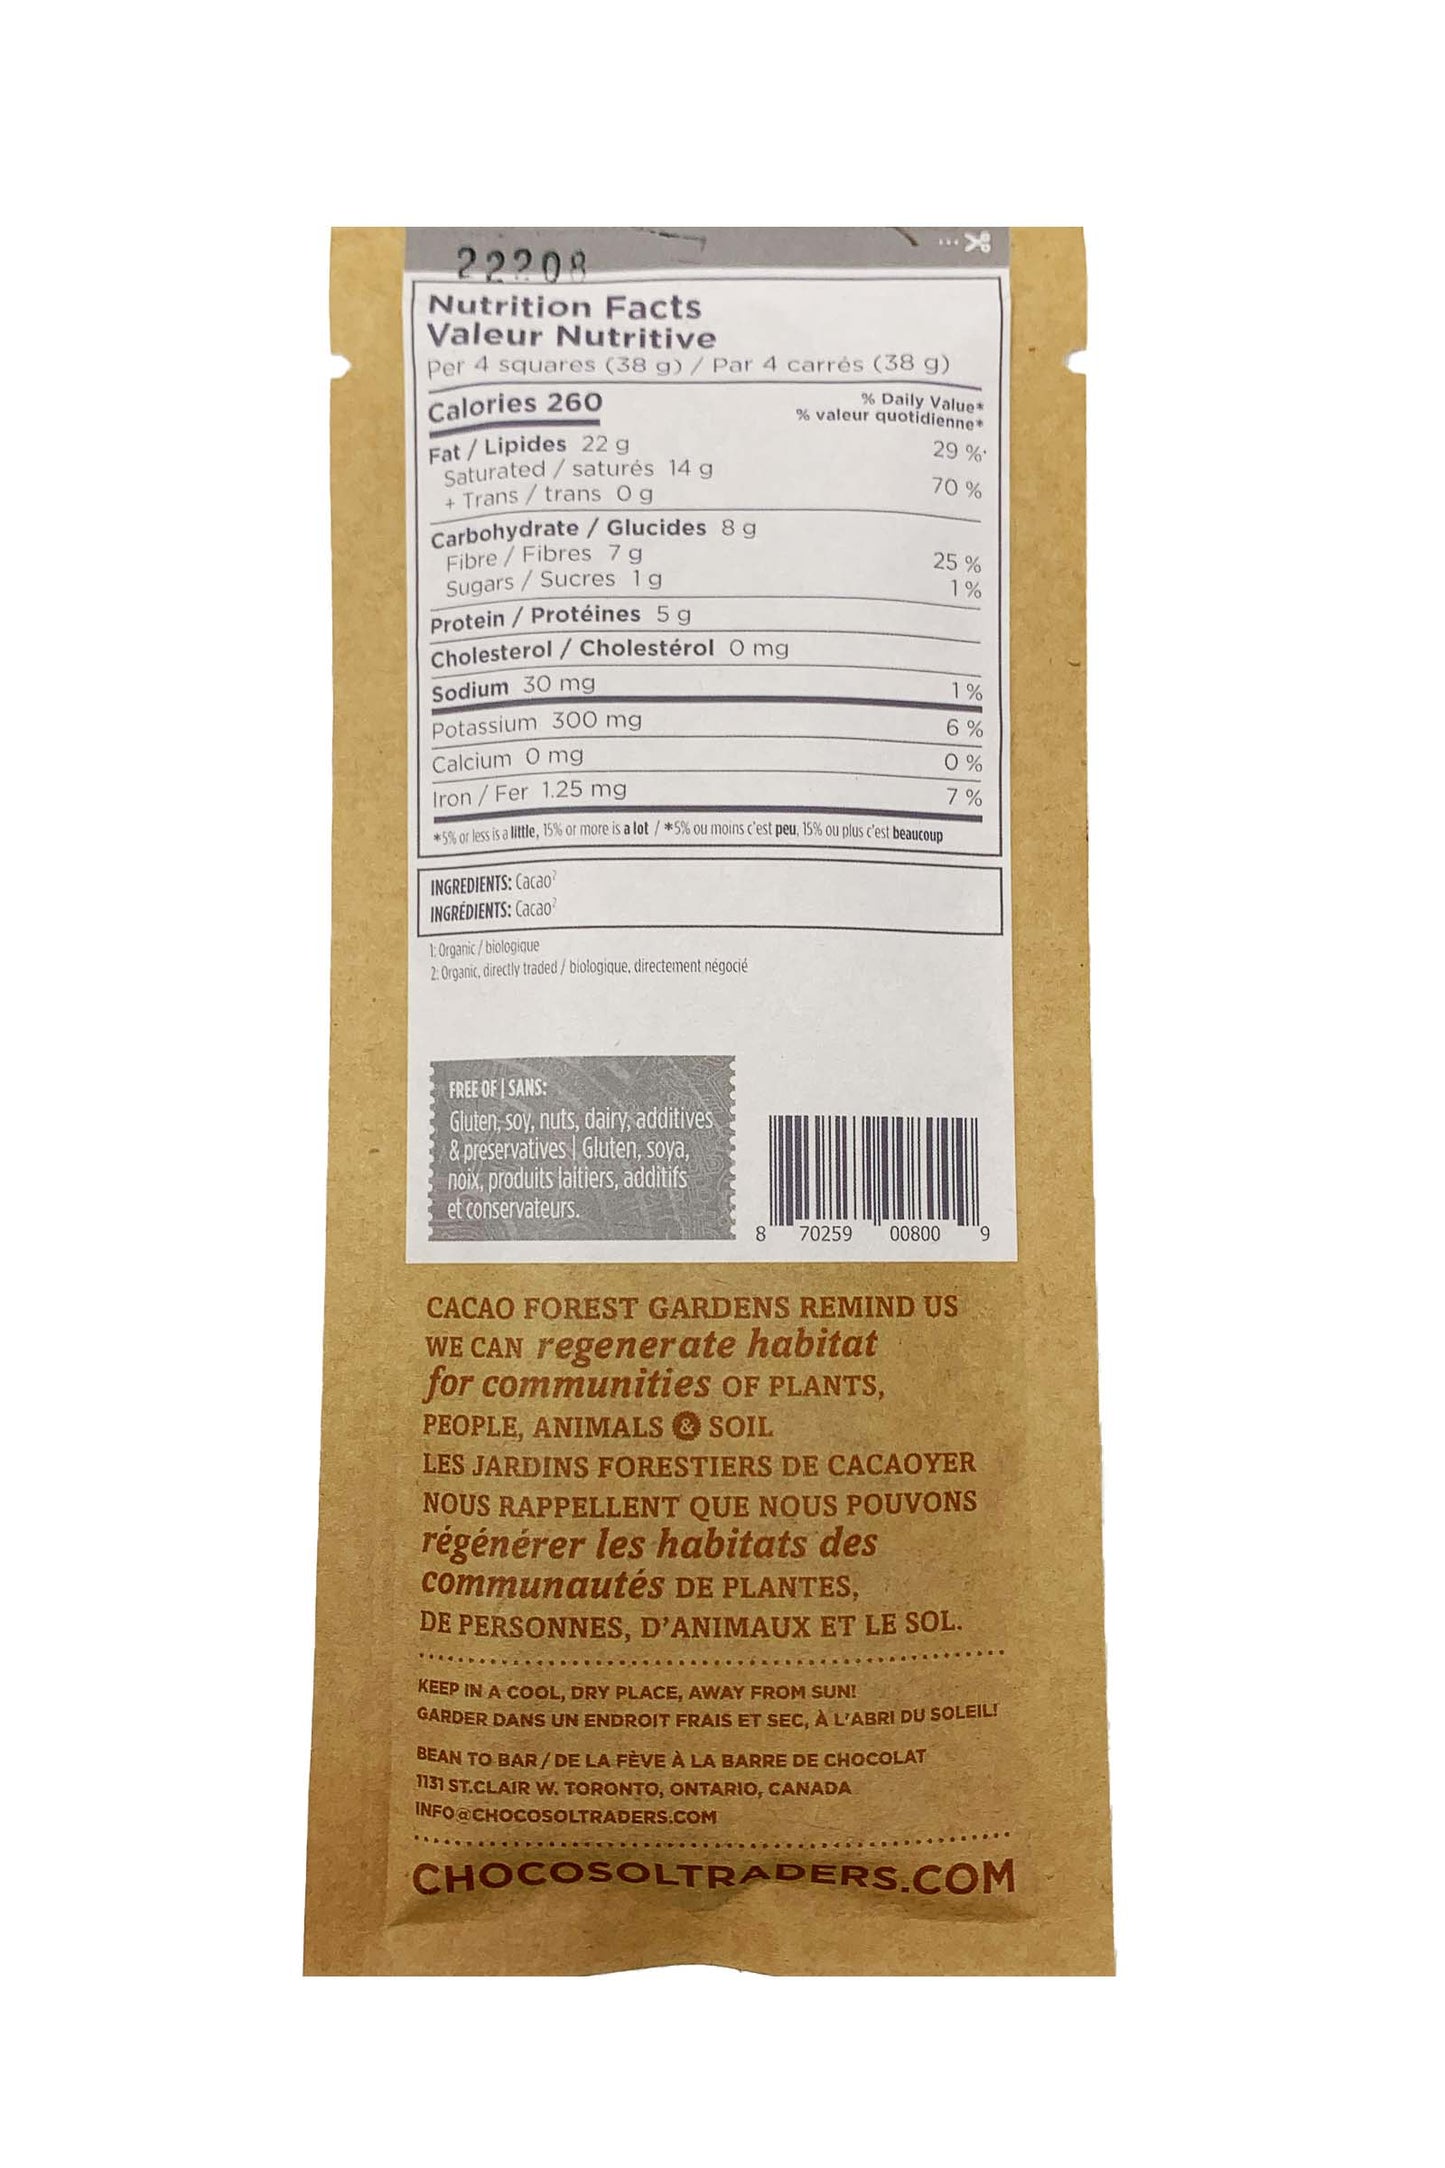 22208
Nutrition Facts
Valeur Nutritive
Per 4 squares (38 g) / Par 4 carrés (38 g)
Calories 260
% Daily Value*
% valeur quotidienne*
Fat / Lipides 22 g 29 %
Saturated / saturés 14 g
+ Trans / trans 0 g 70 %
Carbohydrate / Glucides 8 g
Fibre / Fibres 7 g 25 %
Sugars / Sucres 1 g 1 %
Protein / Protéines 5 g
Cholesterol / Cholestérol 0 mg
Sodium 30 mg 1 %
Potassium 300 mg 6 %
Calcium 0 mg 0 %
Iron / Fer 1.25 mg 7 %
*5% or less is a little, 15% or more is a lot / *5% ou moins c'est peu, 15% ou plus c'est beaucoup
INGREDIENTS: Cacao²
INGRÉDIENTS: Cacao²
1: Organic / biologique
2: Organic, directly traded / biologique, directement négocié
FREE OF | SANS:
Gluten, soy, nuts, dairy, additives
& preservatives | Gluten, soya,
noix, produits laitiers, additifs
et conservateurs.
8 70259 00800 9
CACAO FOREST GARDENS REMIND US
WE CAN regenerate habitat
for communities OF PLANTS,
PEOPLE, ANIMALS & SOIL
LES JARDINS FORESTIERS DE CACAOYER
NOUS RAPPELLENT QUE NOUS POUVONS
régénérer les habitats des
communautés DE PLANTES,
DE PERSONNES, D'ANIMAUX ET LE SOL.
KEEP IN A COOL, DRY PLACE, AWAY FROM SUN!
GARDER DANS UN ENDROIT FRAIS ET SEC, À L'ABRI DU SOLEIL!
BEAN TO BAR / DE LA FÈVE À LA BARRE DE CHOCOLAT
1131 ST.CLAIR W. TORONTO, ONTARIO, CANADA
INFO@CHOCOSOLTRADERS.COM
CHOCOSOLTRADERS.COM